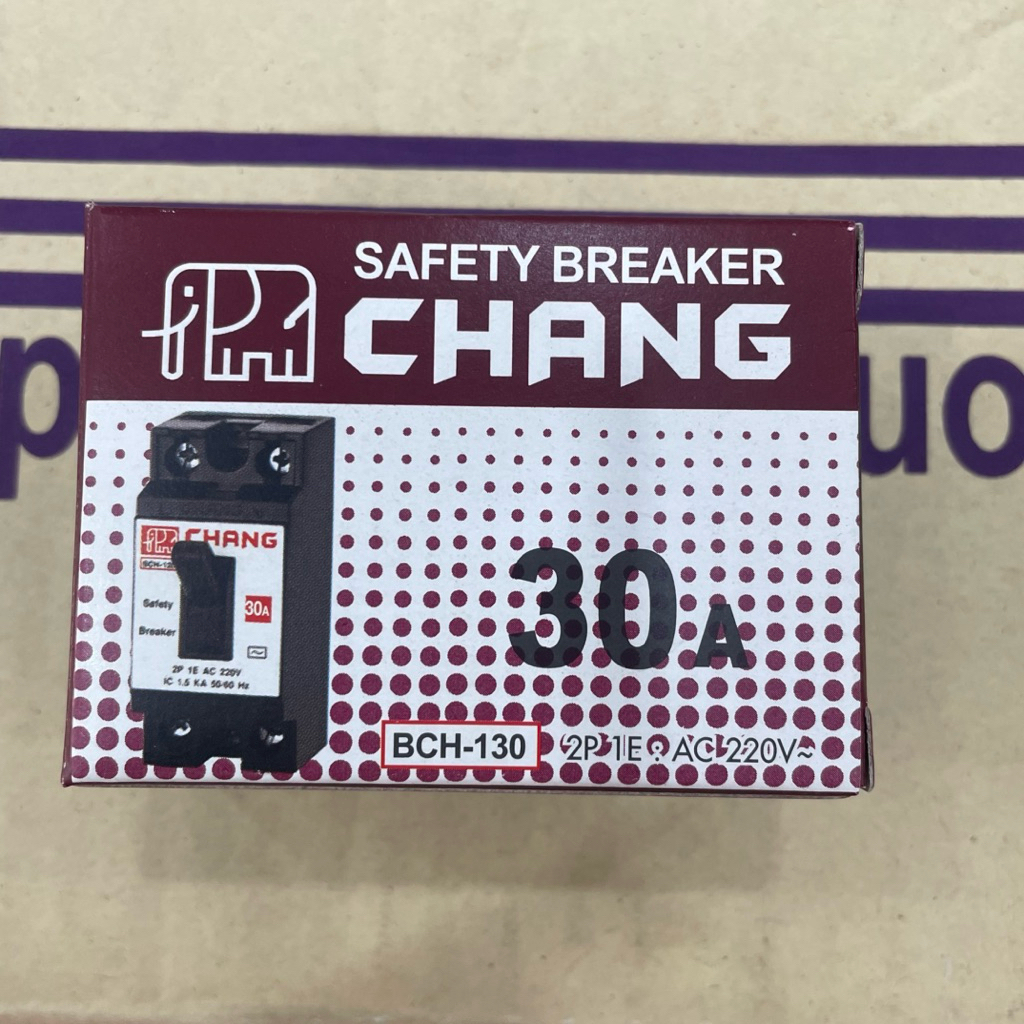 SAFETY BREAKER
CHANG
CHANG
Safety
Breaker
30A
2P 1E AC 220V
IC 1.5 KA 50-60 Hz
30A
BCH-130
2P 1E AC 220V~